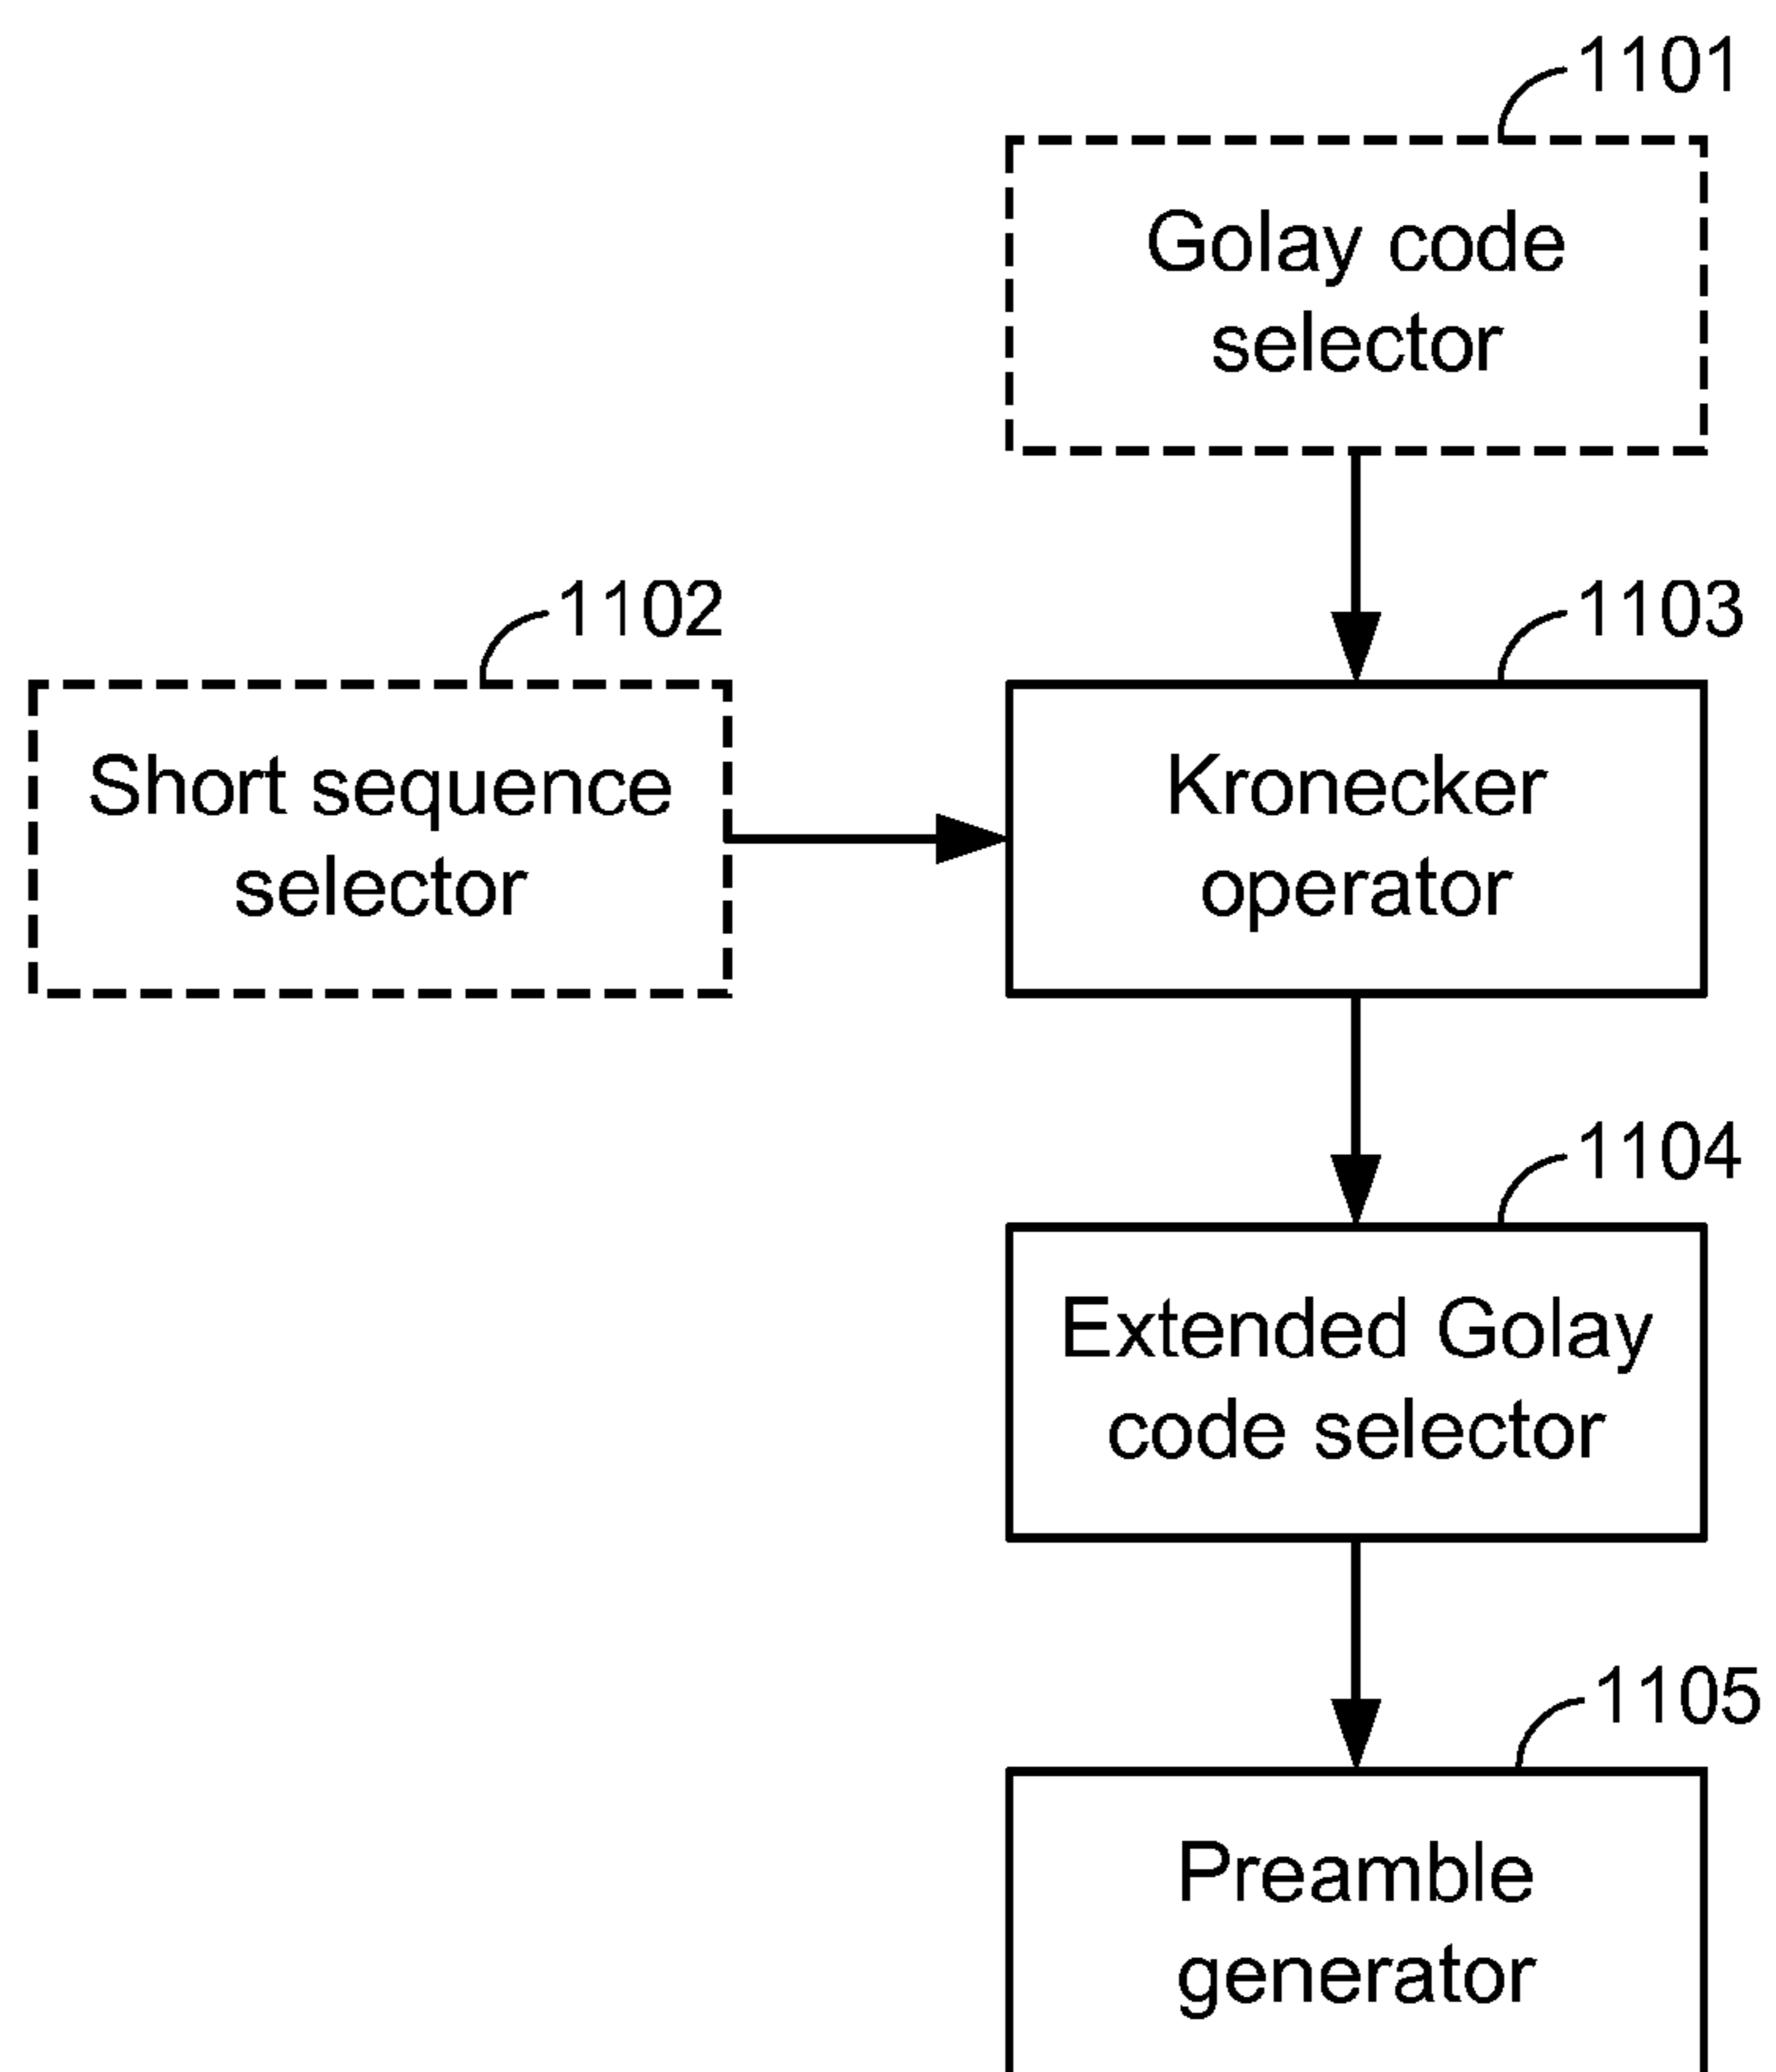 1101
Golay code
selector
1102
Short sequence
selector
1103
Kronecker
operator
1104
Extended Golay
code selector
1105
Preamble
generator